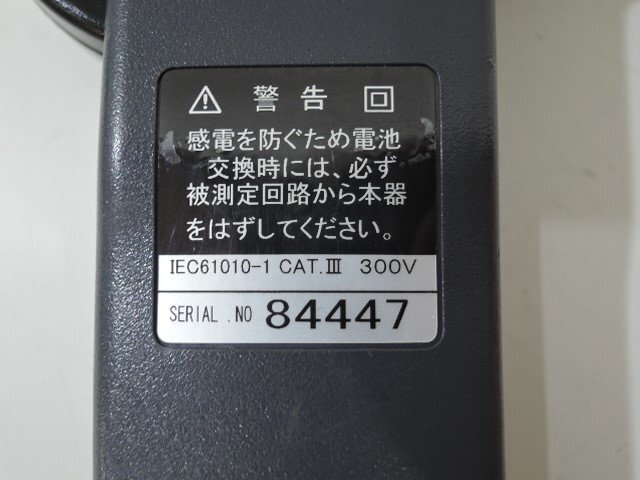 警告
感電を防ぐため電池
交換時には、必ず
被測定回路から本器
をはずしてください。
IEC61010-1 CAT.Ⅲ 300V
SERIAL .NO 84447